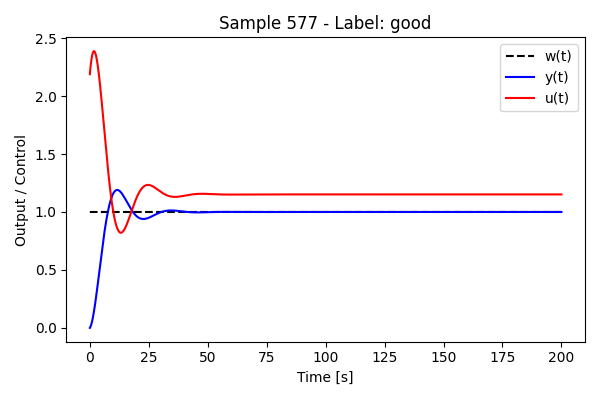 Sample 577 - Label: good
Output / Control
2.5
2.0
1.5
1.0
0.5
0.0
w(t)
y(t)
u(t)
0 25 50 75 100 125 150 175 200
Time [s]